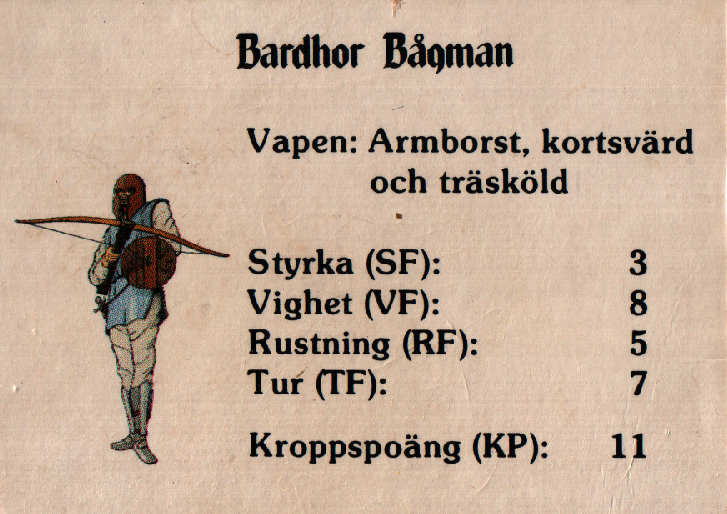 Bardhor Bågman
Vapen: Armborst, kortsvärd
och träsköld
Styrka (SF): 3
Vighet (VF): 8
Rustning (RF): 5
Tur (TF): 7
Kroppspoäng (KP): 11